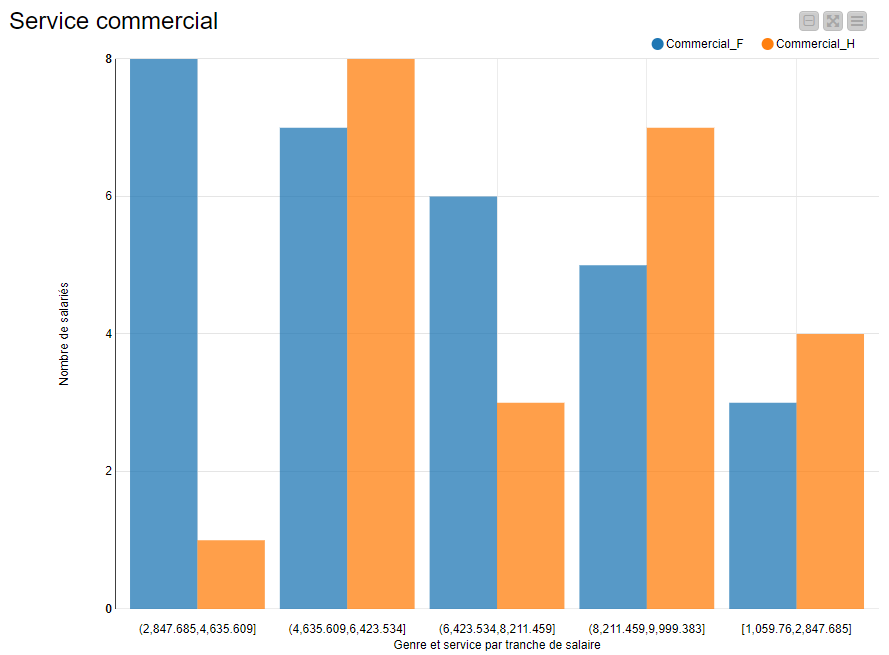 Service commercial
Commercial_F Commercial_H
8
6
4
2
0
Nombre de salariés
(2,847.685,4,635.609] (4,635.609,6,423.534] (6,423.534,8,211.459] (8,211.459,9,999.383] [1,059.76,2,847.685]
Genre et service par tranche de salaire